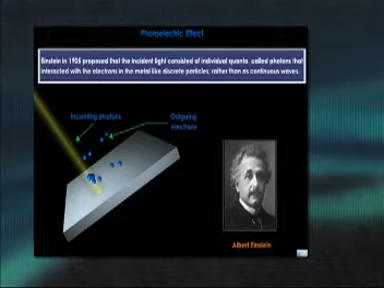 Photoelectric Effect
Einstein in 1905 proposed that the incident light consisted of individual quanta, called photons that
interacted with the electrons in the metal like discrete particles, rather than as continuous waves.
Incoming photons
Outgoing
electrons
Albert Einstein